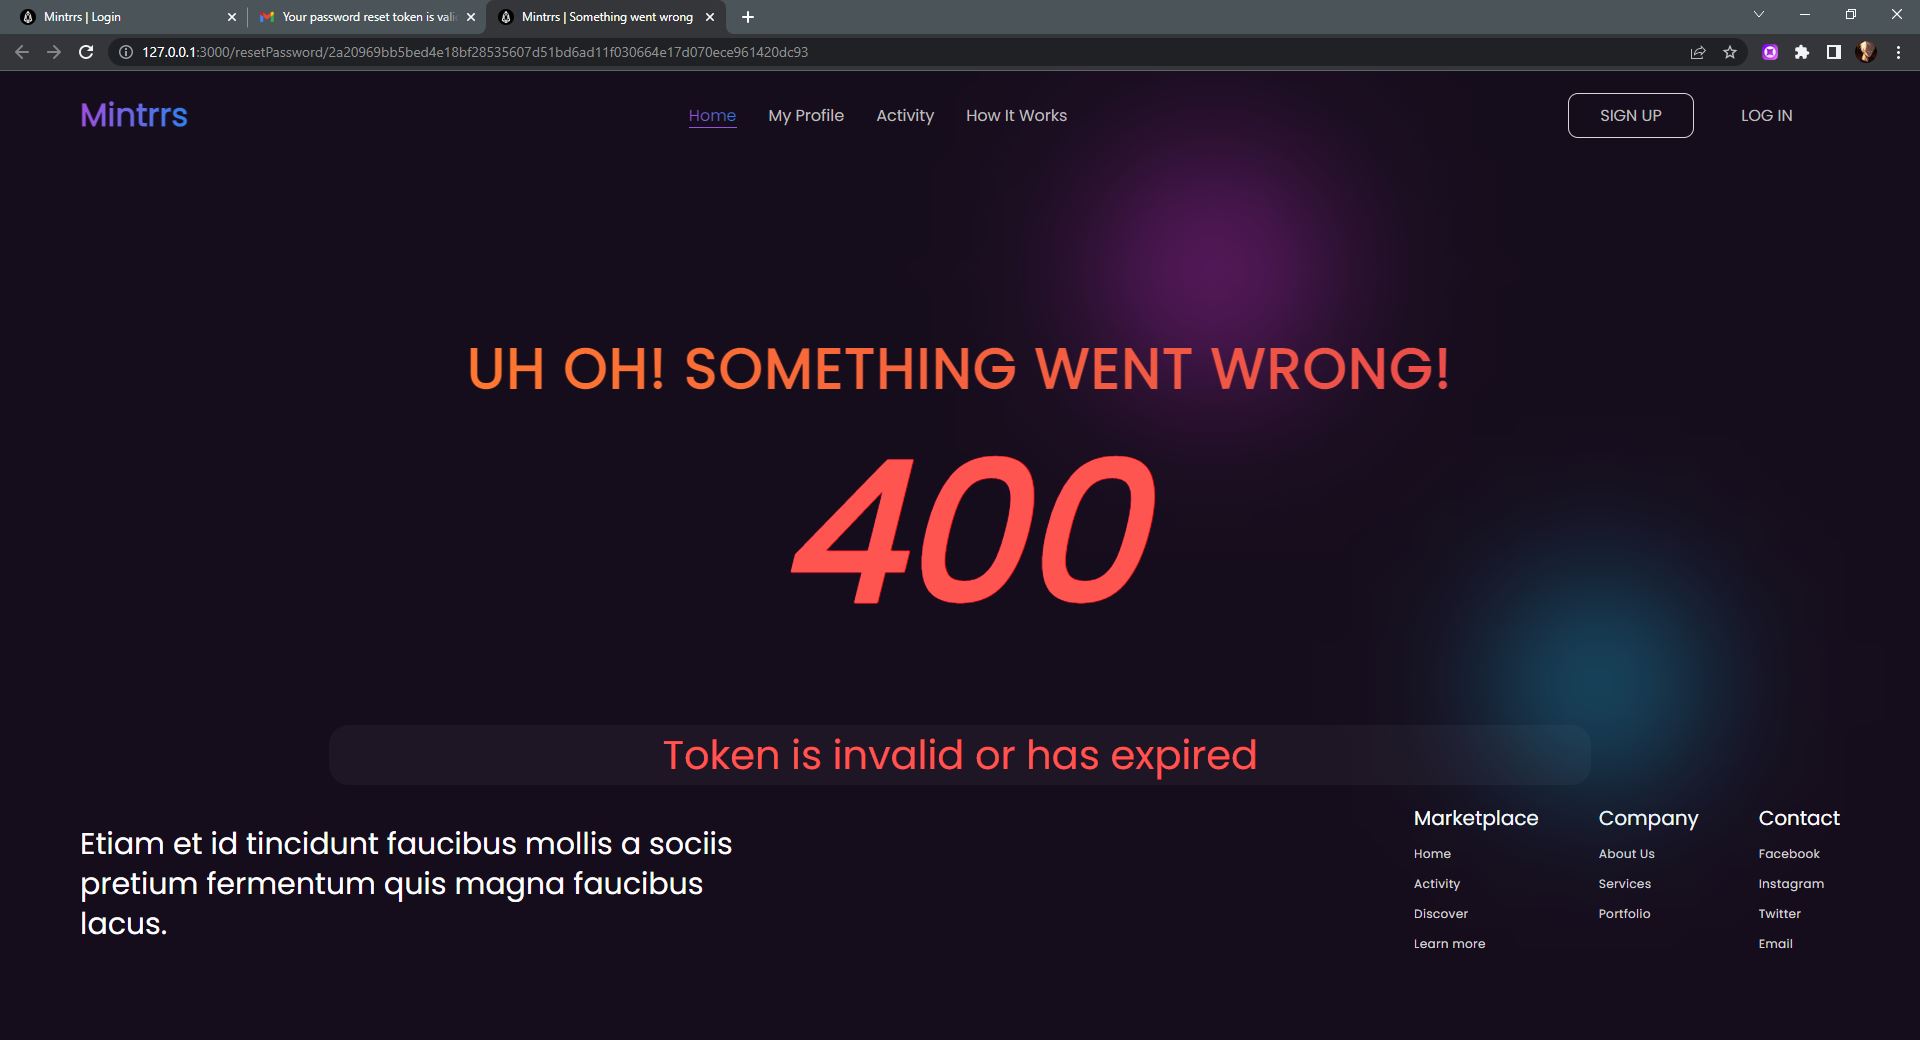 Mintrrs | Login
Your password reset token is vali
Mintrrs | Something went wrong
127.0.0.1:3000/resetPassword/2a20969bb5bed4e18bf28535607d51bd6ad11f030664e17d070ece961420dc93
Mintrrs
Home
My Profile
Activity
How It Works
SIGN UP
LOG IN
UH OH! SOMETHING WENT WRONG!
400
Token is invalid or has expired
Etiam et id tincidunt faucibus mollis a sociis
pretium fermentum quis magna faucibus
lacus.
Marketplace
Home
Activity
Discover
Learn more
Company
About Us
Services
Portfolio
Contact
Facebook
Instagram
Twitter
Email